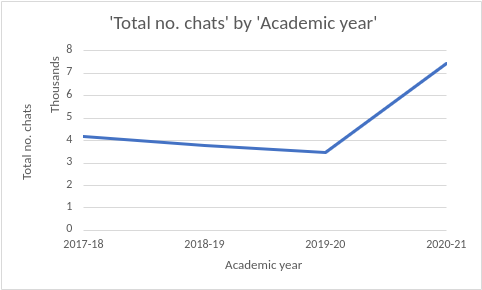 'Total no. chats' by 'Academic year'
Total no. chats
Thousands
8
7
6
5
4
3
2
1
0
2017-18 2018-19 2019-20 2020-21
Academic year